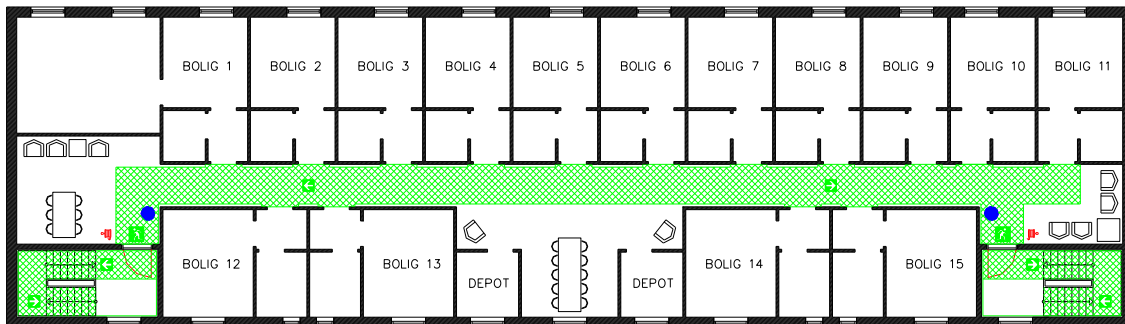 BOLIG 1
BOLIG 2
BOLIG 3
BOLIG 4
BOLIG 5
BOLIG 6
BOLIG 7
BOLIG 8
BOLIG 9
BOLIG 10
BOLIG 11
BOLIG 12
BOLIG 13
DEPOT
DEPOT
BOLIG 14
BOLIG 15